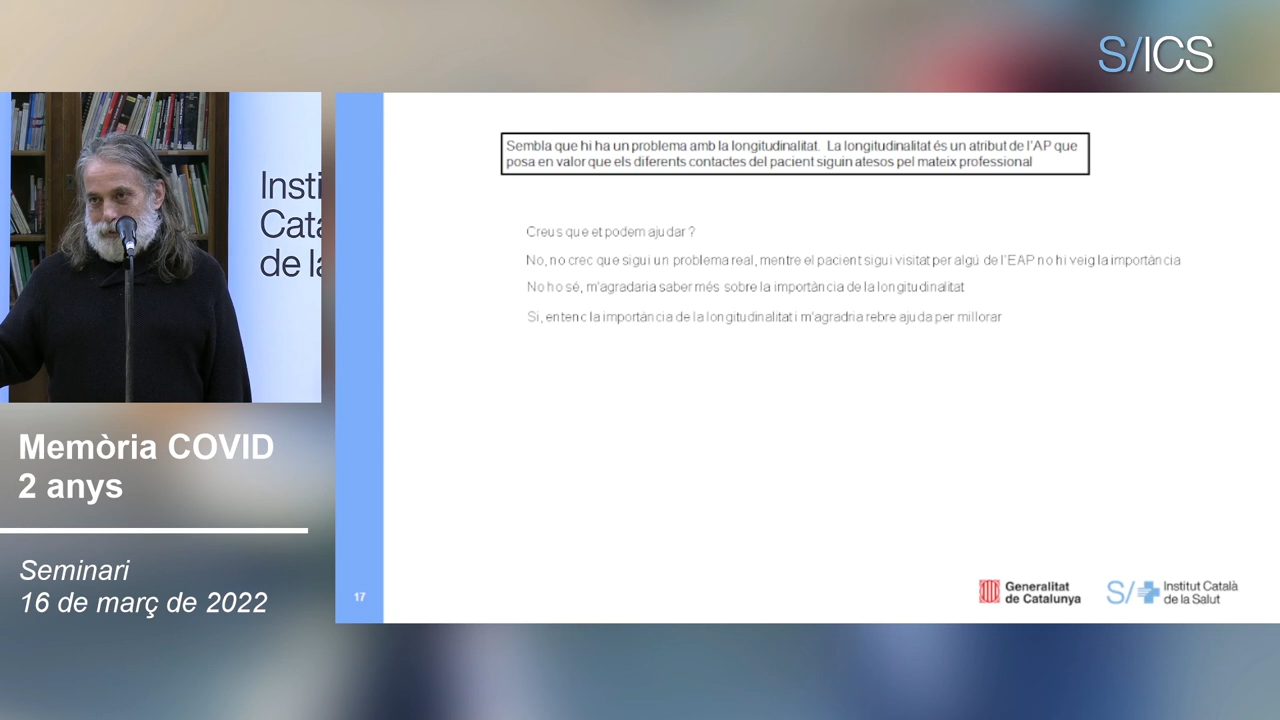 S/ICS
Insti
Cata
de la
Memòria COVID
2 anys
Seminari
16 de març de 2022
Sembla que hi ha un problema amb la longitudinalitat. La longitudinalitat és un atribut de l'AP que
posa en valor que els diferents contactes del pacient siguin atesos pel mateix professional
Creus que et podem ajudar ?
No, no crec que sigui un problema real, mentre el pacient sigui visitat per algú de l'EAP no hi veig la importància
No ho sé, m'agradaria saber més sobre la importància de la longitudinalitat
Si, entenc la importància de la longitudinalitat i m'agradria rebre ajuda per millorar
17
Generalitat
de Catalunya
S/
Institut Català
de la Salut